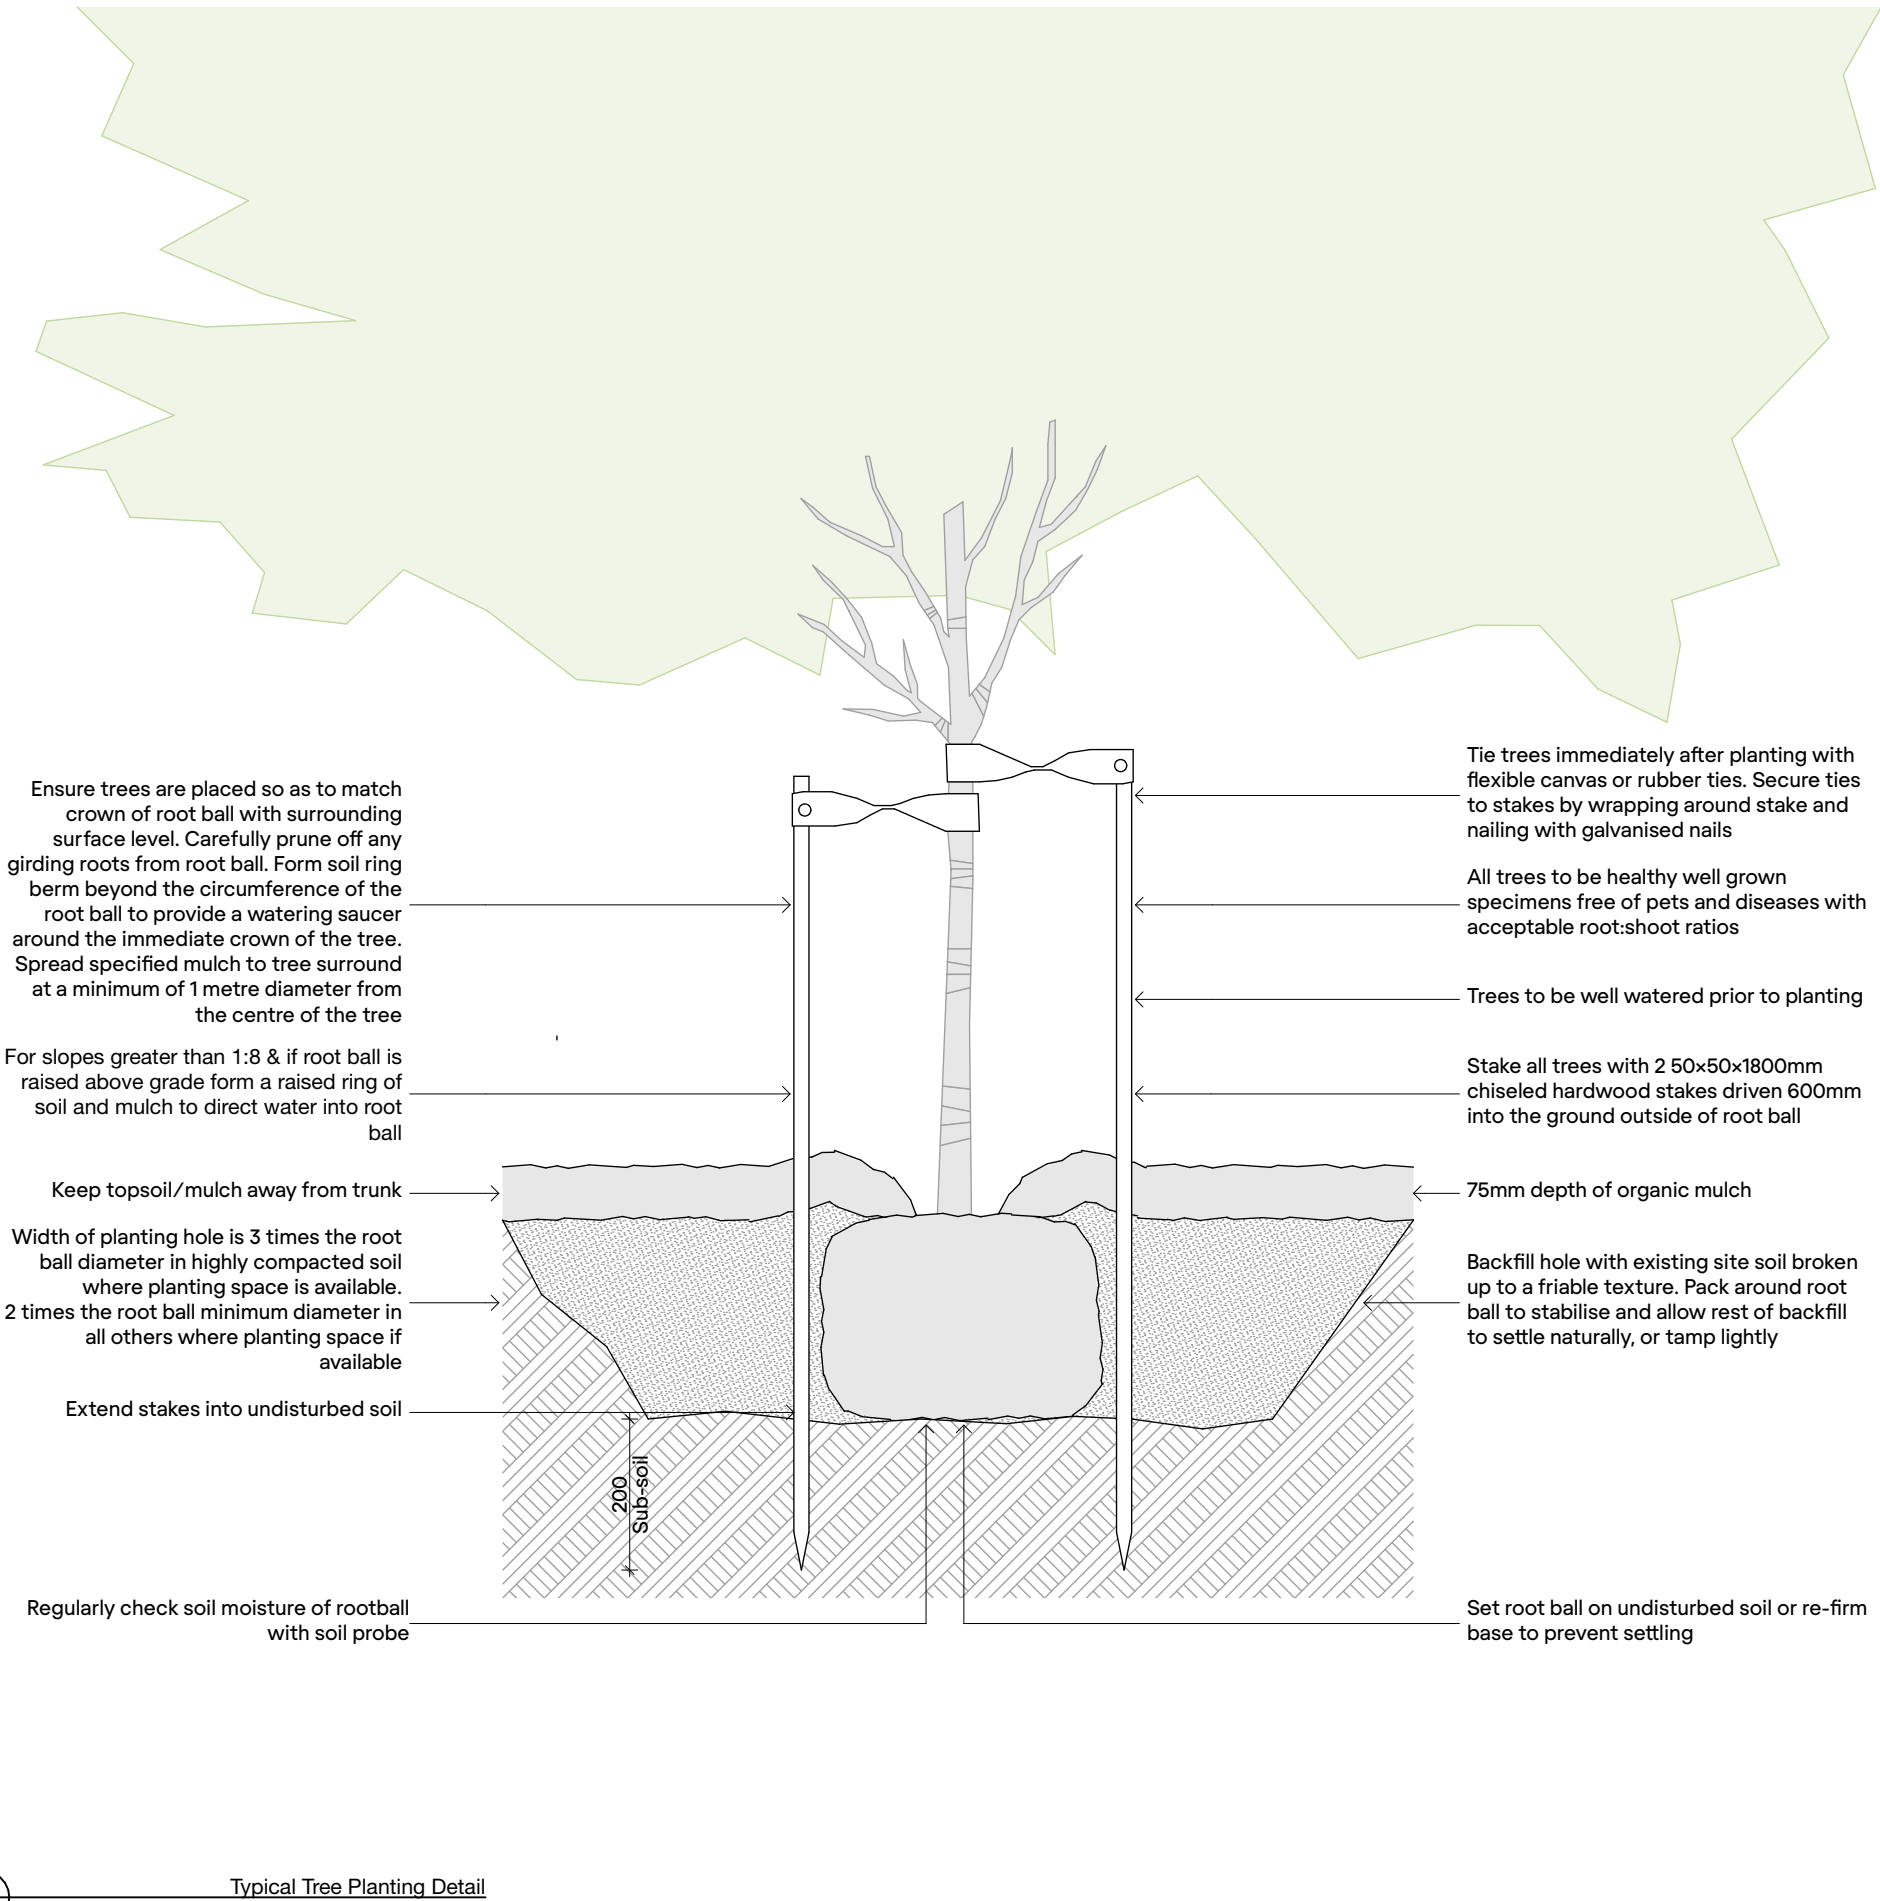 Ensure trees are placed so as to match
crown of root ball with surrounding
surface level. Carefully prune off any
girding roots from root ball. Form soil ring
berm beyond the circumference of the
root ball to provide a watering saucer
around the immediate crown of the tree.
Spread specified mulch to tree surround
at a minimum of 1 metre diameter from
the centre of the tree
For slopes greater than 1:8 & if root ball is
raised above grade form a raised ring of
soil and mulch to direct water into root
ball
Keep topsoil/mulch away from trunk
Width of planting hole is 3 times the root
ball diameter in highly compacted soil
where planting space is available.
2 times the root ball minimum diameter in
all others where planting space if
available
Extend stakes into undisturbed soil
200
Sub-soil
Regularly check soil moisture of rootball
with soil probe
Tie trees immediately after planting with
flexible canvas or rubber ties. Secure ties
to stakes by wrapping around stake and
nailing with galvanised nails
All trees to be healthy well grown
specimens free of pets and diseases with
acceptable root:shoot ratios
Trees to be well watered prior to planting
Stake all trees with 2 50×50×1800mm
chiseled hardwood stakes driven 600mm
into the ground outside of root ball
75mm depth of organic mulch
Backfill hole with existing site soil broken
up to a friable texture. Pack around root
ball to stabilise and allow rest of backfill
to settle naturally, or tamp lightly
Set root ball on undisturbed soil or re-firm
base to prevent settling
Typical Tree Planting Detail